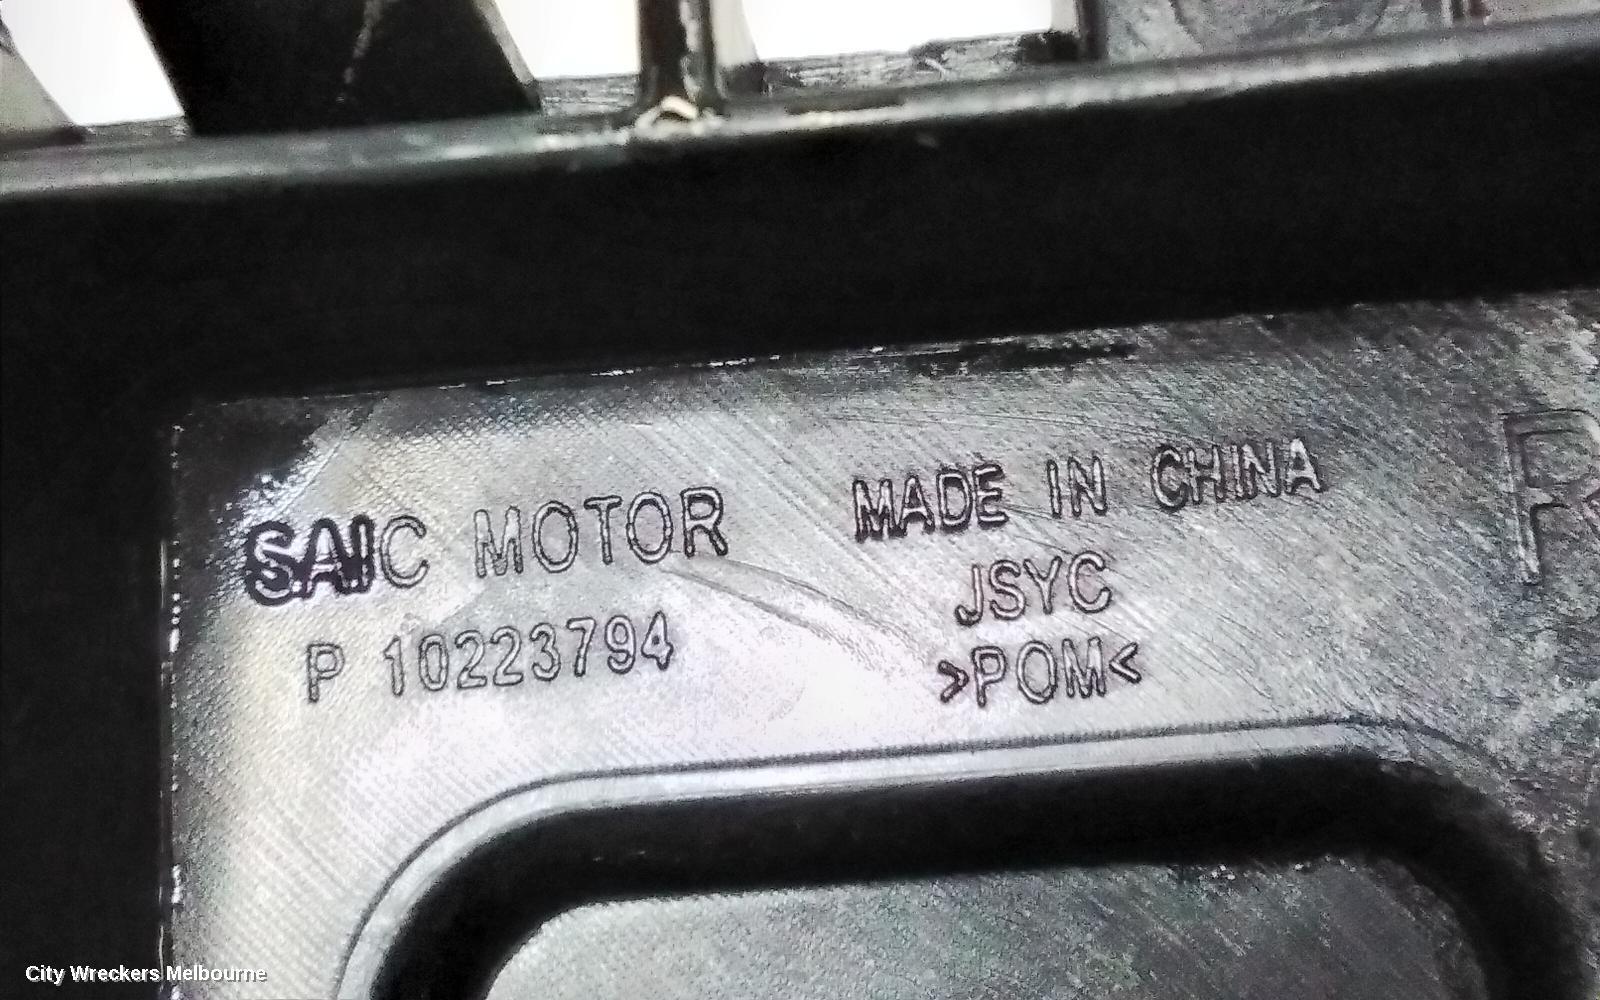 SAIC MOTOR
P 10223794
MADE IN CHINA
JSYC
>POM<
R
City Wreckers Melbourne